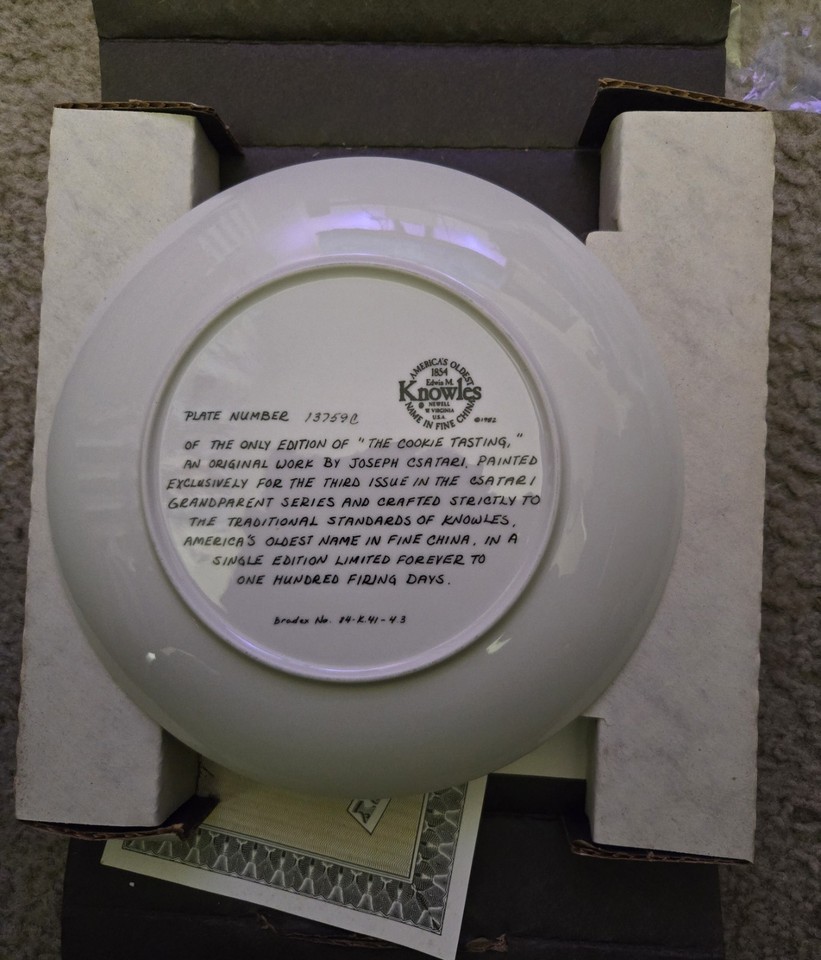 AMERICA'S OLDEST
1854
Edwin M.
Knowles
NEWELL
W. VIRGINIA
U.S.A.
NAME IN FINE CHINA
©1982
PLATE NUMBER 13759C
OF THE ONLY EDITION OF "THE COOKIE TASTING,"
AN ORIGINAL WORK BY JOSEPH CSATARI, PAINTED
EXCLUSIVELY FOR THE THIRD ISSUE IN THE CSATARI
GRANDPARENT SERIES AND CRAFTED STRICTLY TO
THE TRADITIONAL STANDARDS OF KNOWLES,
AMERICA'S OLDEST NAME IN FINE CHINA, IN A
SINGLE EDITION LIMITED FOREVER TO
ONE HUNDRED FIRING DAYS.
Bradex No. 84-K41-4.3